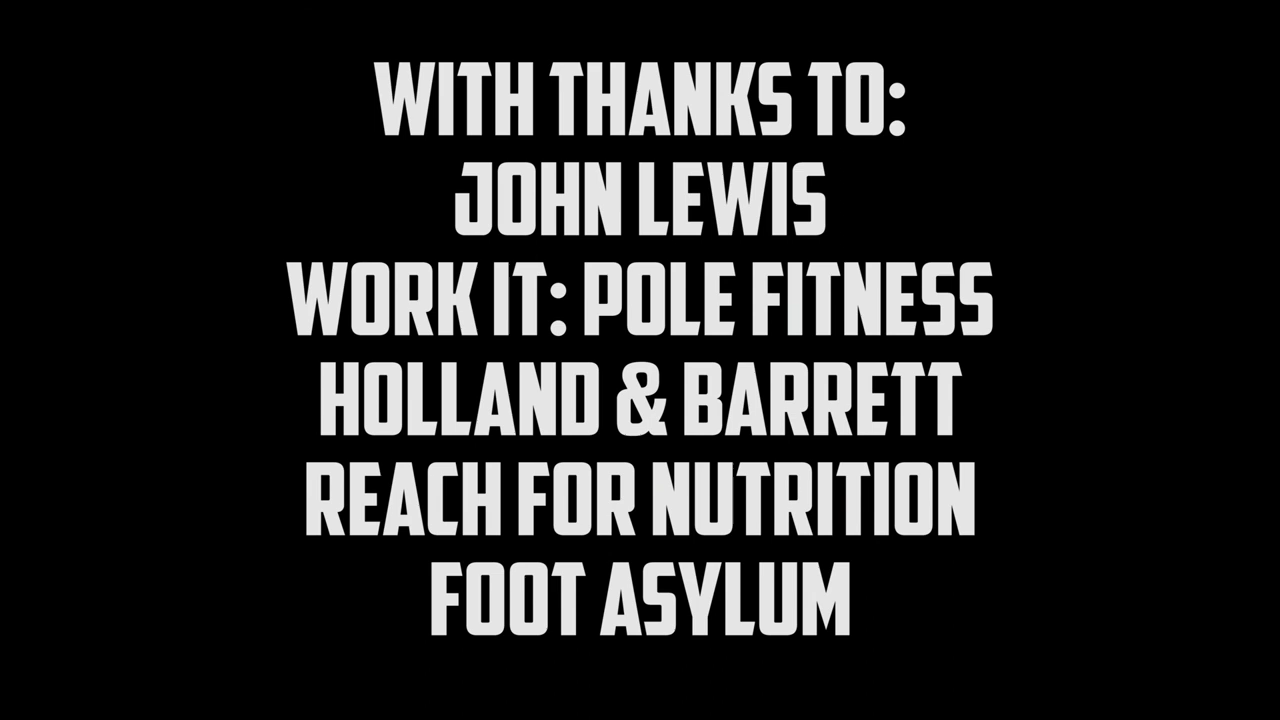 WITH THANKS TO:
JOHN LEWIS
WORK IT: POLE FITNESS
HOLLAND & BARRETT
REACH FOR NUTRITION
FOOT ASYLUM